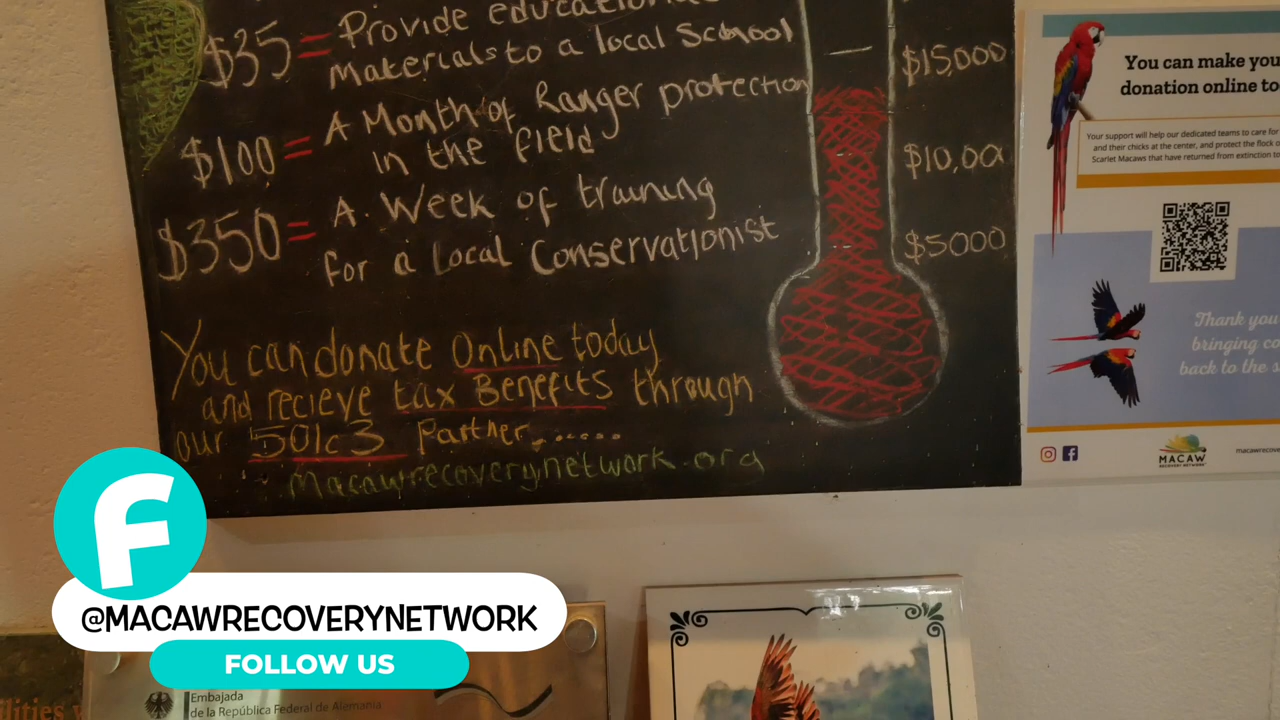 $35 = Provide educational
Materials to a local School
$100 = A Month of Ranger protection
in the field
$350 = A Week of training
for a Local Conservationist
You can donate Online today
and recieve tax Benefits through
our 501c3 Partner.......
Macawrecoverynetwork.org
$15,000
$10,00
$5000
You can make you
donation online to
Your support will help our dedicated teams to care for
and their chicks at the center, and protect the flock o
Scarlet Macaws that have returned from extinction to
Thank you
bringing co
back to the s
MACAW
RECOVERY NETWORK
macawrecove
F
@MACAWRECOVERYNETWORK
FOLLOW US
Embajada
de la República Federal de Alemania